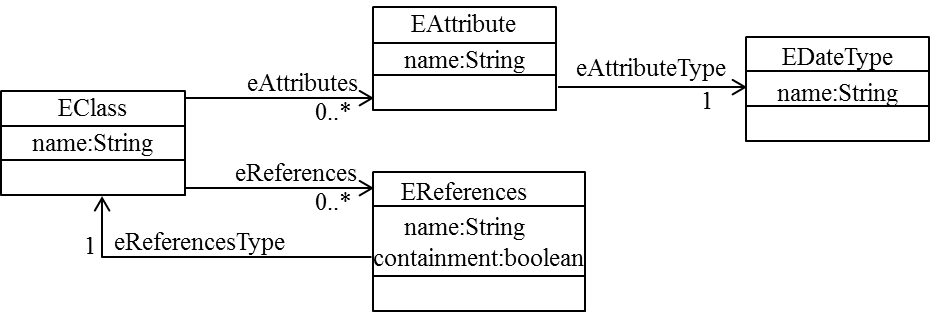 EAttribute
name:String
EDateType
name:String
eAttributes
0..*
eAttributeType
1
EClass
name:String
eReferences
0..*
EReferences
name:String
containment:boolean
1
eReferencesType